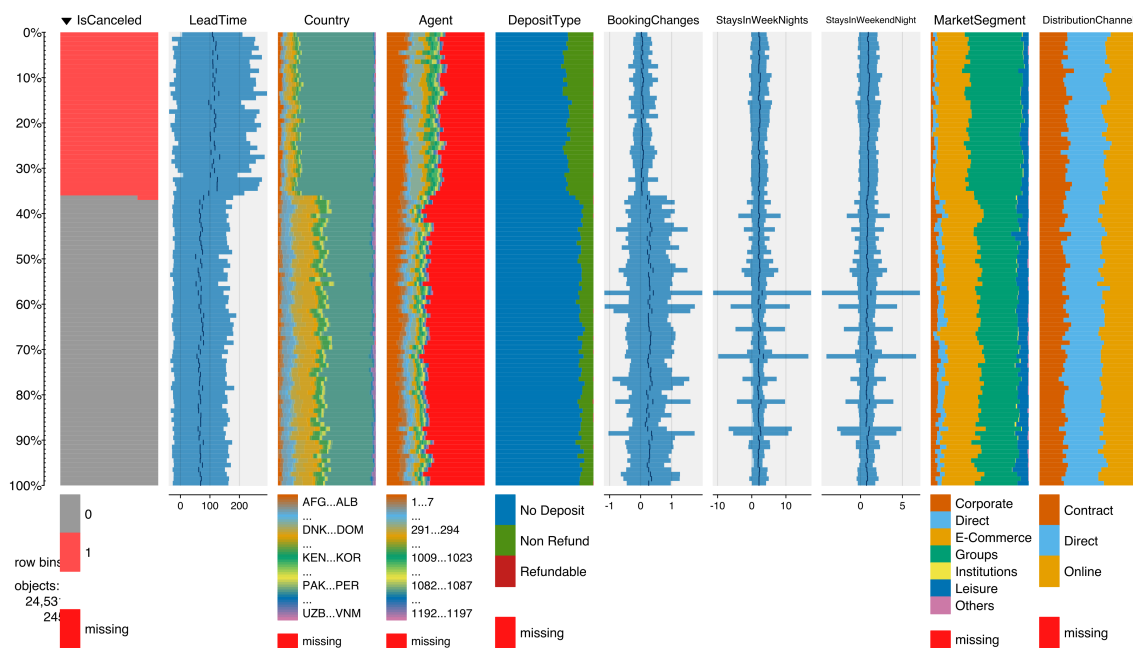 ▼ IsCanceled LeadTime Country Agent DepositType BookingChanges StaysInWeekNights StaysInWeekendNight MarketSegment DistributionChanne
0%
10%
20%
30%
40%
50%
60%
70%
80%
90%
100%
0 100 200
-1 0 1
-10 0 10
0 5
row bins
objects:
24,53
245
0
1
missing
AFG...ALB
...
DNK...DOM
...
KEN...KOR
...
PAK...PER
...
UZB...VNM
missing
1...7
...
291...294
...
1009...1023
...
1082...1087
...
1192...1197
missing
No Deposit
Non Refund
Refundable
missing
Corporate
Direct
E-Commerce
Groups
Institutions
Leisure
Others
missing
Contract
Direct
Online
missing